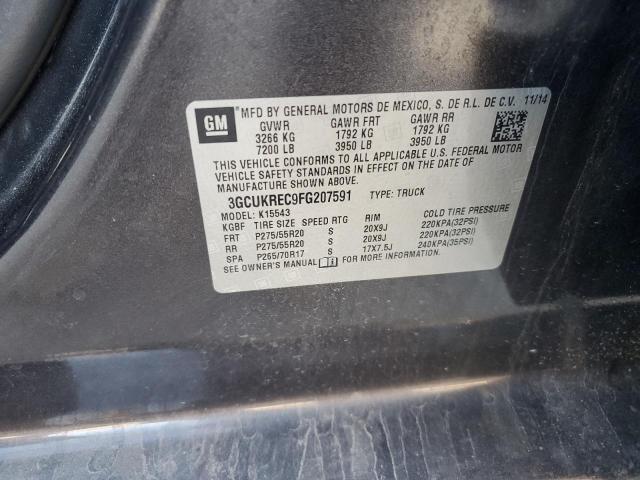 GM
MFD BY GENERAL MOTORS DE MEXICO, S. DE R.L. DE C.V. 11/14
GVWR GAWR FRT GAWR RR
3266 KG 1792 KG 1792 KG
7200 LB 3950 LB 3950 LB
THIS VEHICLE CONFORMS TO ALL APPLICABLE U.S. FEDERAL MOTOR
VEHICLE SAFETY STANDARDS IN EFFECT ON THE DATE OF
MANUFACTURE SHOWN ABOVE.
3GCUKREC9FG207591 TYPE: TRUCK
MODEL: K15543
KGBF TIRE SIZE SPEED RTG RIM COLD TIRE PRESSURE
FRT P275/55R20 S 20X9J 220KPA(32PSI)
RR P275/55R20 S 20X9J 220KPA(32PSI)
SPA P265/70R17 S 17X7.5J 240KPA(35PSI)
SEE OWNER'S MANUAL FOR MORE INFORMATION.